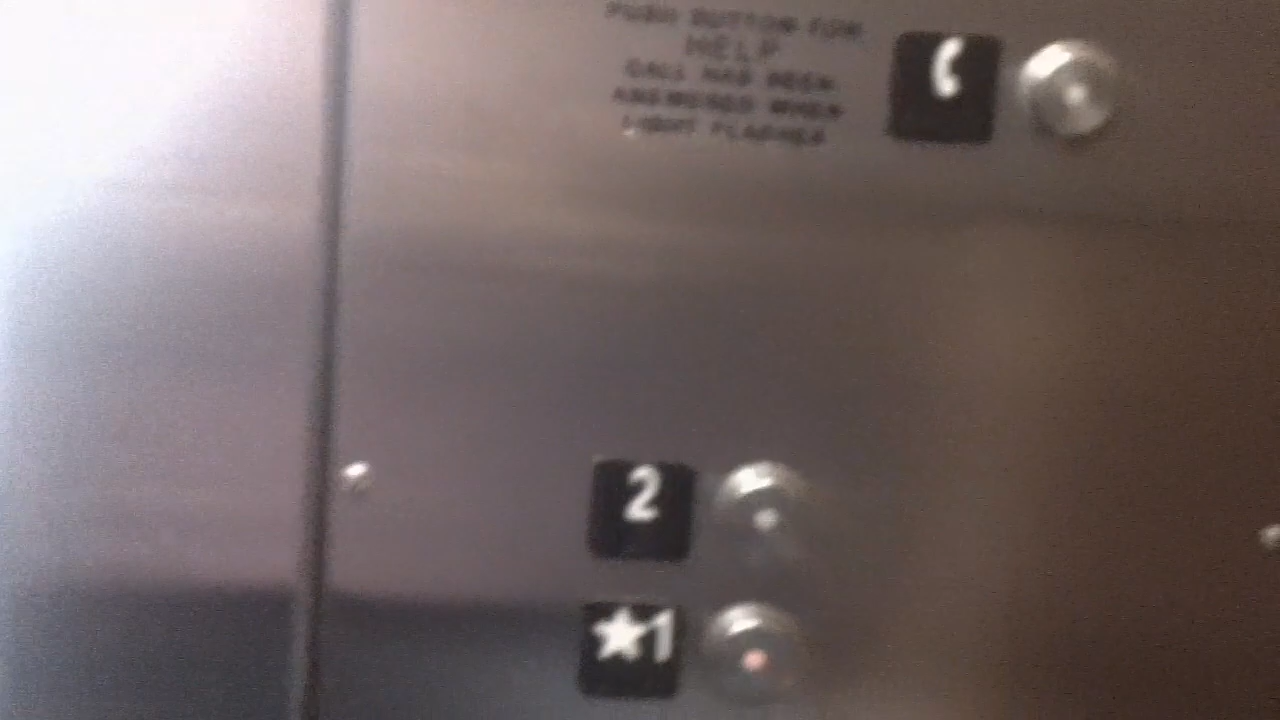 PUSH BUTTON FOR
HELP
CALL HAS BEEN
ANSWERED WHEN
LIGHT FLASHES
2
★1